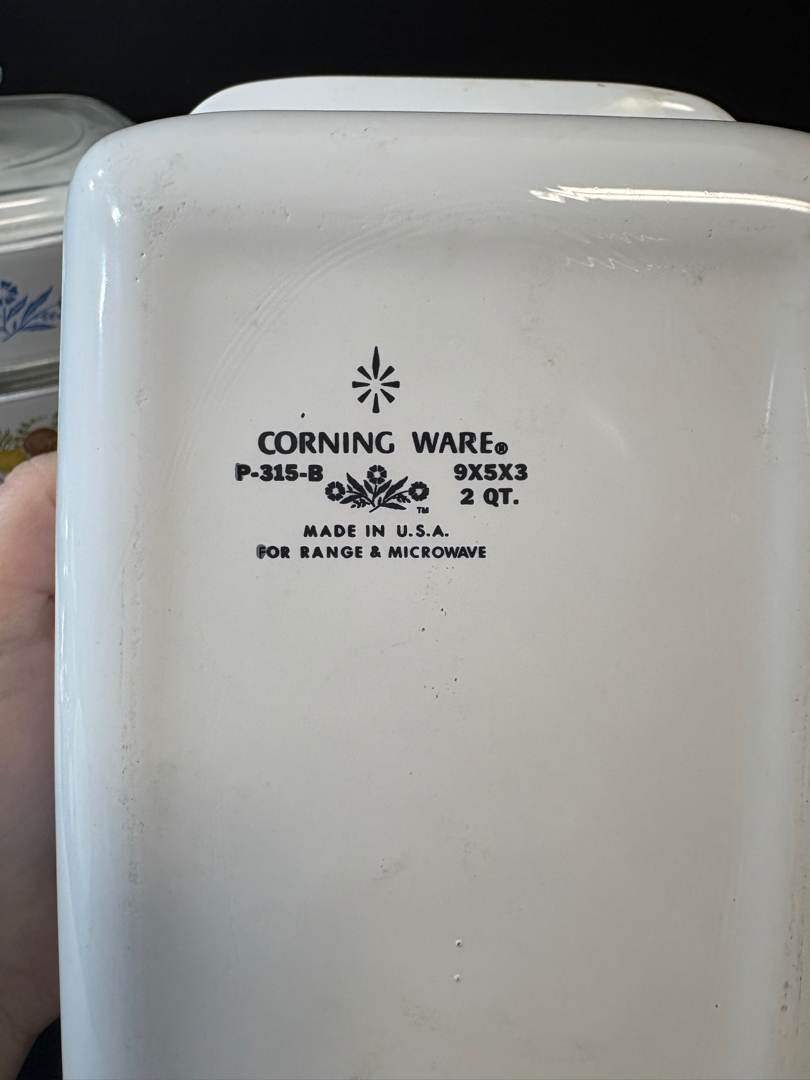 CORNING WARE®
P-315-B 9X5X3
2 QT.
TM
MADE IN U.S.A.
FOR RANGE & MICROWAVE